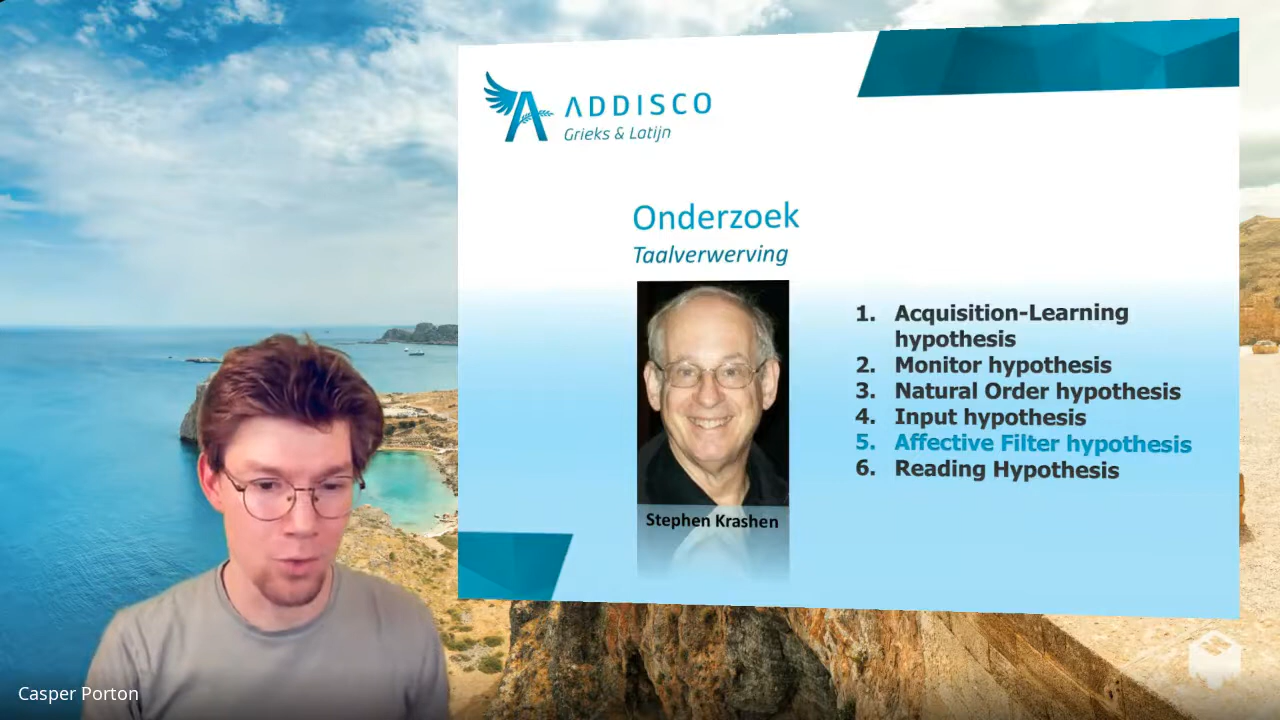 ADDISCO
Grieks & Latijn
Onderzoek
Taalverwerving
1. Acquisition-Learning
hypothesis
2. Monitor hypothesis
3. Natural Order hypothesis
4. Input hypothesis
5. Affective Filter hypothesis
6. Reading Hypothesis
Stephen Krashen
Casper Porton